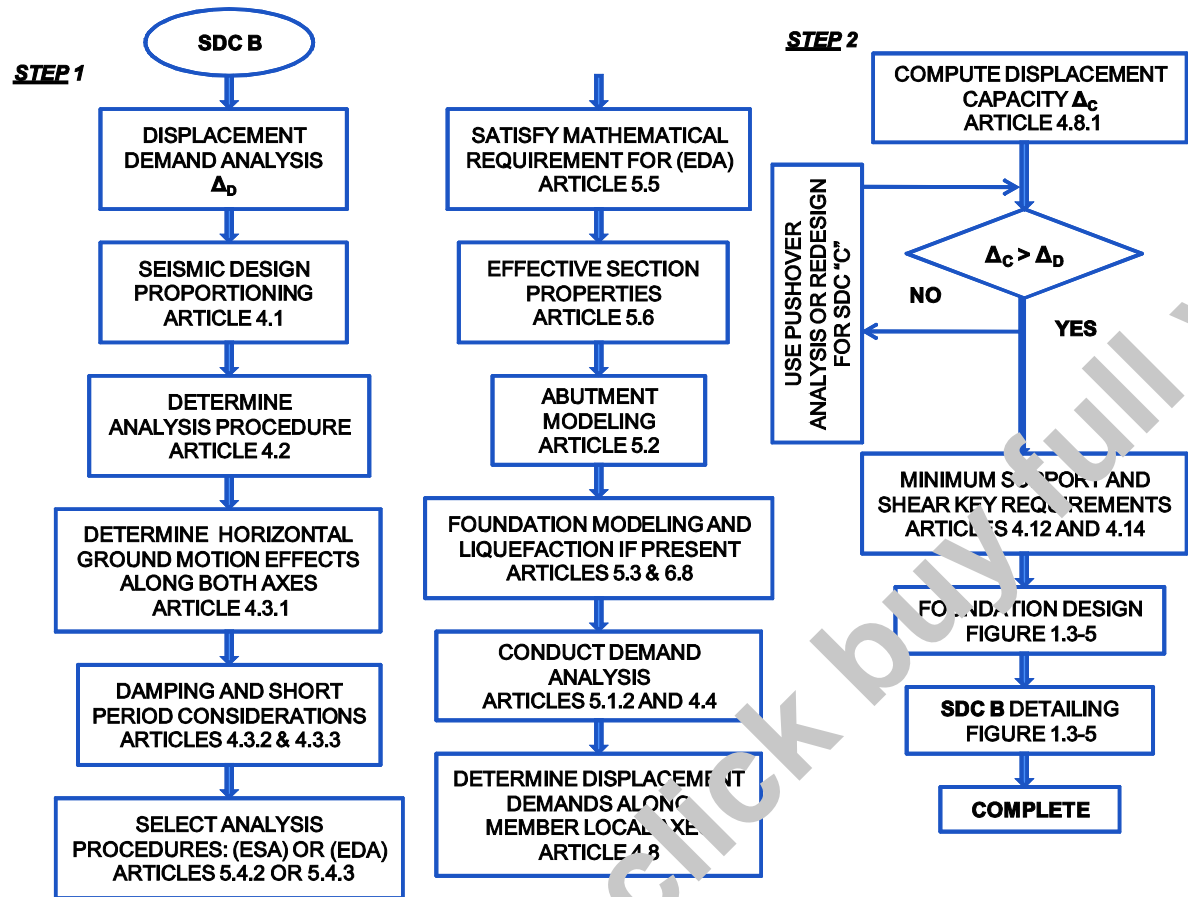 STEP 1
SDC B
DISPLACEMENT
DEMAND ANALYSIS
Δ_D
SEISMIC DESIGN
PROPORTIONING
ARTICLE 4.1
DETERMINE
ANALYSIS PROCEDURE
ARTICLE 4.2
DETERMINE HORIZONTAL
GROUND MOTION EFFECTS
ALONG BOTH AXES
ARTICLE 4.3.1
DAMPING AND SHORT
PERIOD CONSIDERATIONS
ARTICLES 4.3.2 & 4.3.3
SELECT ANALYSIS
PROCEDURES: (ESA) OR (EDA)
ARTICLES 5.4.2 OR 5.4.3
SATISFY MATHEMATICAL
REQUIREMENT FOR (EDA)
ARTICLE 5.5
EFFECTIVE SECTION
PROPERTIES
ARTICLE 5.6
ABUTMENT
MODELING
ARTICLE 5.2
FOUNDATION MODELING AND
LIQUEFACTION IF PRESENT
ARTICLES 5.3 & 6.8
CONDUCT DEMAND
ANALYSIS
ARTICLES 5.1.2 AND 4.4
DETERMINE DISPLACEMENT
DEMANDS ALONG
MEMBER LOCAL AXES
ARTICLE 4.8
STEP 2
COMPUTE DISPLACEMENT
CAPACITY Δ_C
ARTICLE 4.8.1
Δ_C > Δ_D
NO
YES
USE PUSHOVER
ANALYSIS OR REDESIGN
FOR SDC "C"
MINIMUM SUPPORT AND
SHEAR KEY REQUIREMENTS
ARTICLES 4.12 AND 4.14
FOUNDATION DESIGN
FIGURE 1.3-5
SDC B DETAILING
FIGURE 1.3-5
COMPLETE
click buy full